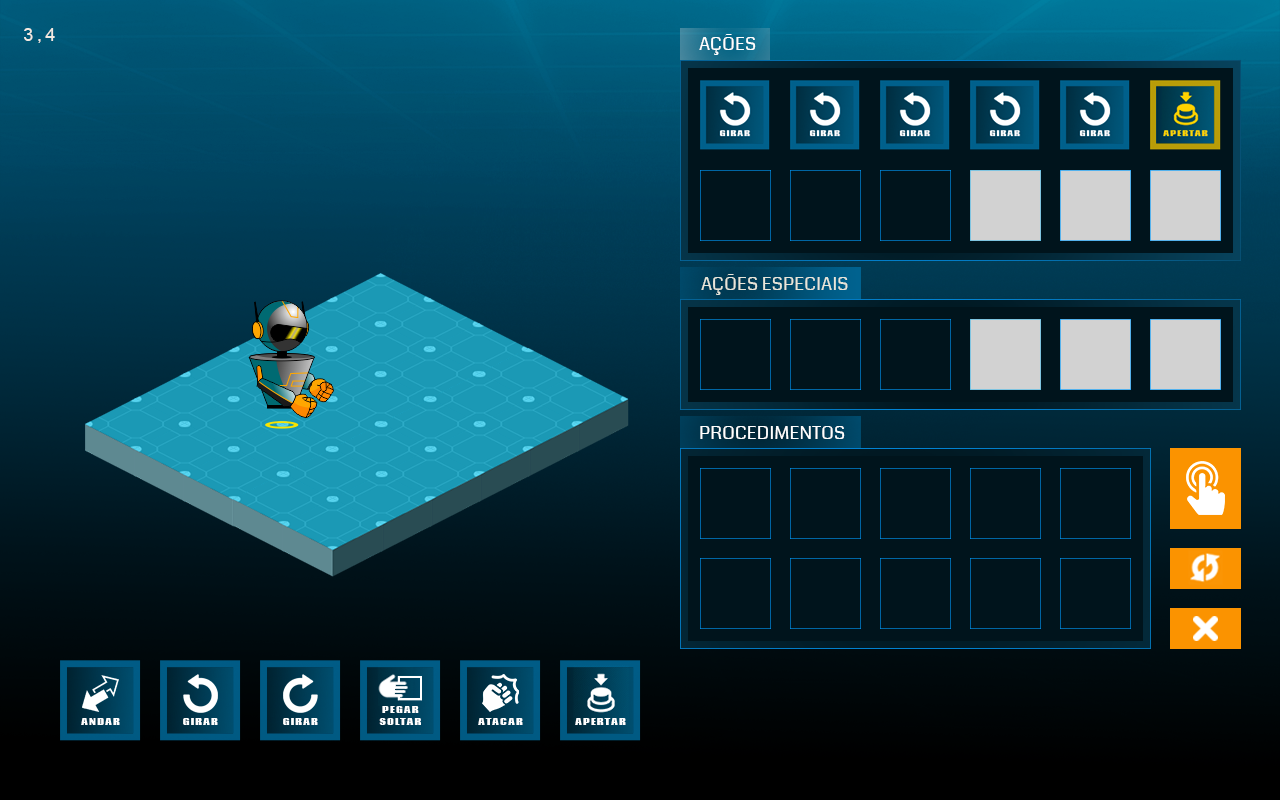 3,4
AÇÕES
GIRAR GIRAR GIRAR GIRAR GIRAR APERTAR
AÇÕES ESPECIAIS
PROCEDIMENTOS
ANDAR GIRAR GIRAR PEGAR SOLTAR ATACAR APERTAR